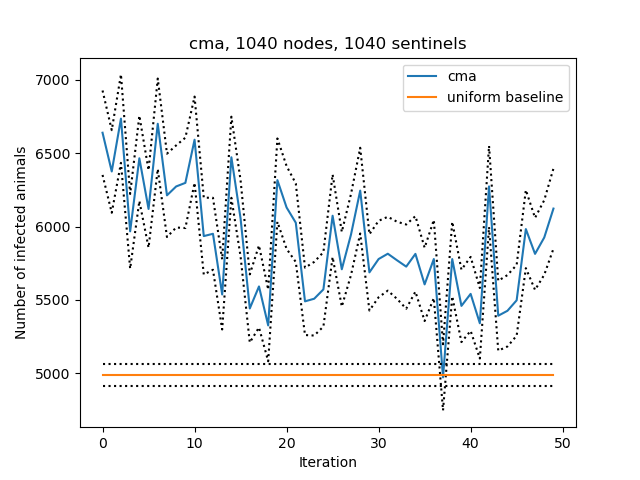 cma, 1040 nodes, 1040 sentinels
cma
uniform baseline
Number of infected animals
7000
6500
6000
5500
5000
0 10 20 30 40 50
Iteration